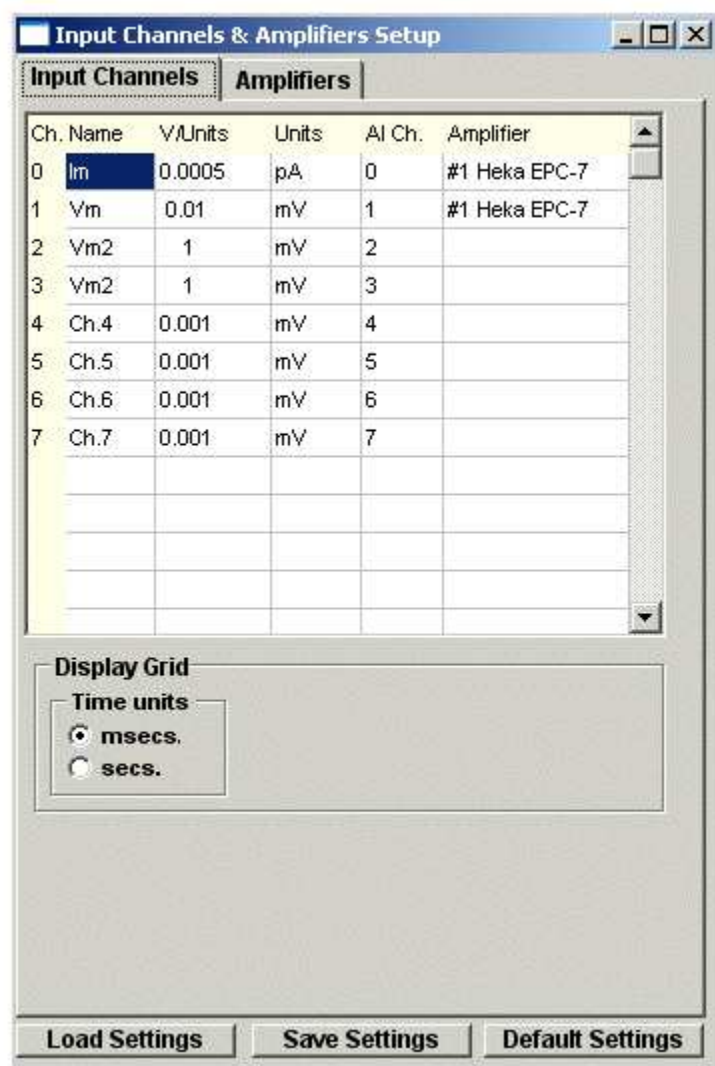 Input Channels & Amplifiers Setup
Input Channels Amplifiers
Ch. Name V/Units Units AI Ch. Amplifier
0 Im 0.0005 pA 0 #1 Heka EPC-7
1 Vm 0.01 mV 1 #1 Heka EPC-7
2 Vm2 1 mV 2
3 Vm2 1 mV 3
4 Ch.4 0.001 mV 4
5 Ch.5 0.001 mV 5
6 Ch.6 0.001 mV 6
7 Ch.7 0.001 mV 7
Display Grid
Time units
msecs.
secs.
Load Settings Save Settings Default Settings